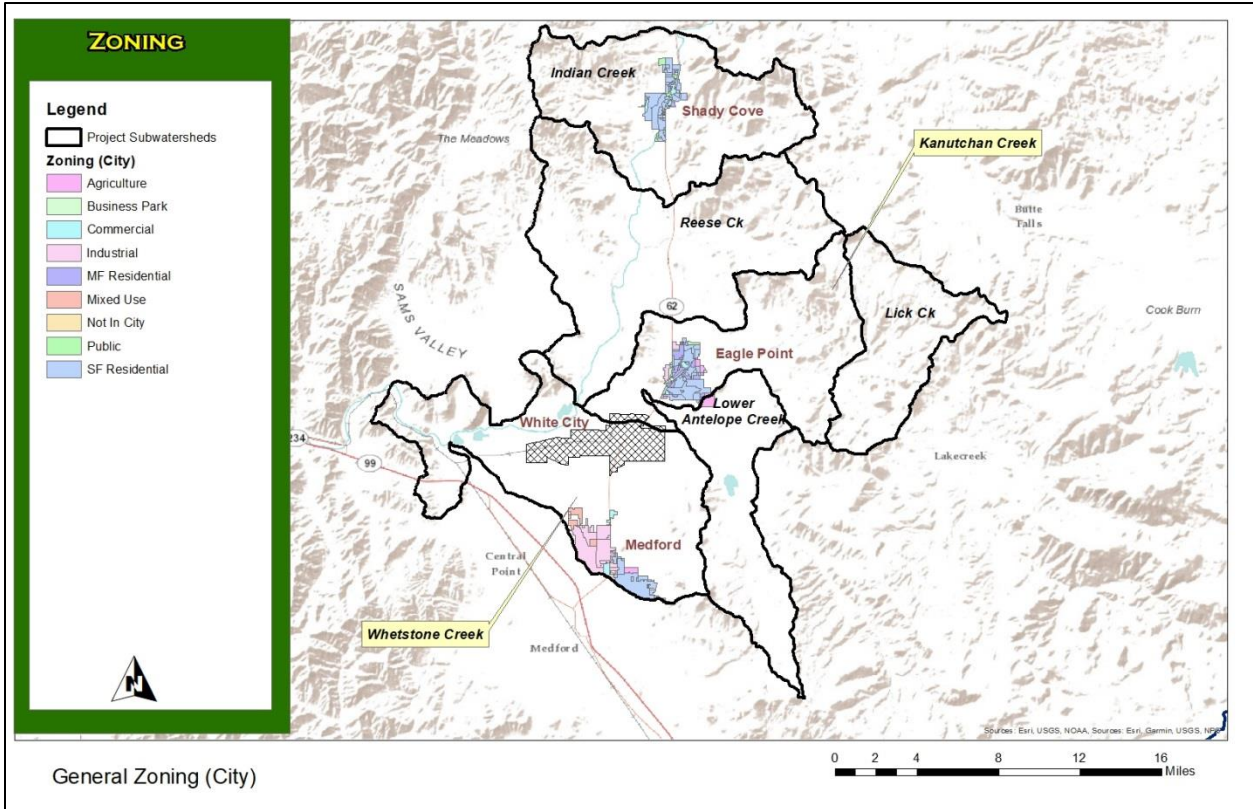 ZONING
Legend
Project Subwatersheds
Zoning (City)
Agriculture
Business Park
Commercial
Industrial
MF Residential
Mixed Use
Not In City
Public
SF Residential
N
Indian Creek
Shady Cove
The Meadows
Kanutchan Creek
Reese Ck
Butte
Falls
SAMS VALLEY
62
Lick Ck
Cook Burn
Eagle Point
Lower
Antelope Creek
White City
234
99
Lakecreek
Medford
Central
Point
Whetstone Creek
Medford
Sources: Esri, USGS, NOAA, Sources: Esri, Garmin, USGS, NPS
General Zoning (City)
0 2 4 8 12 16
Miles